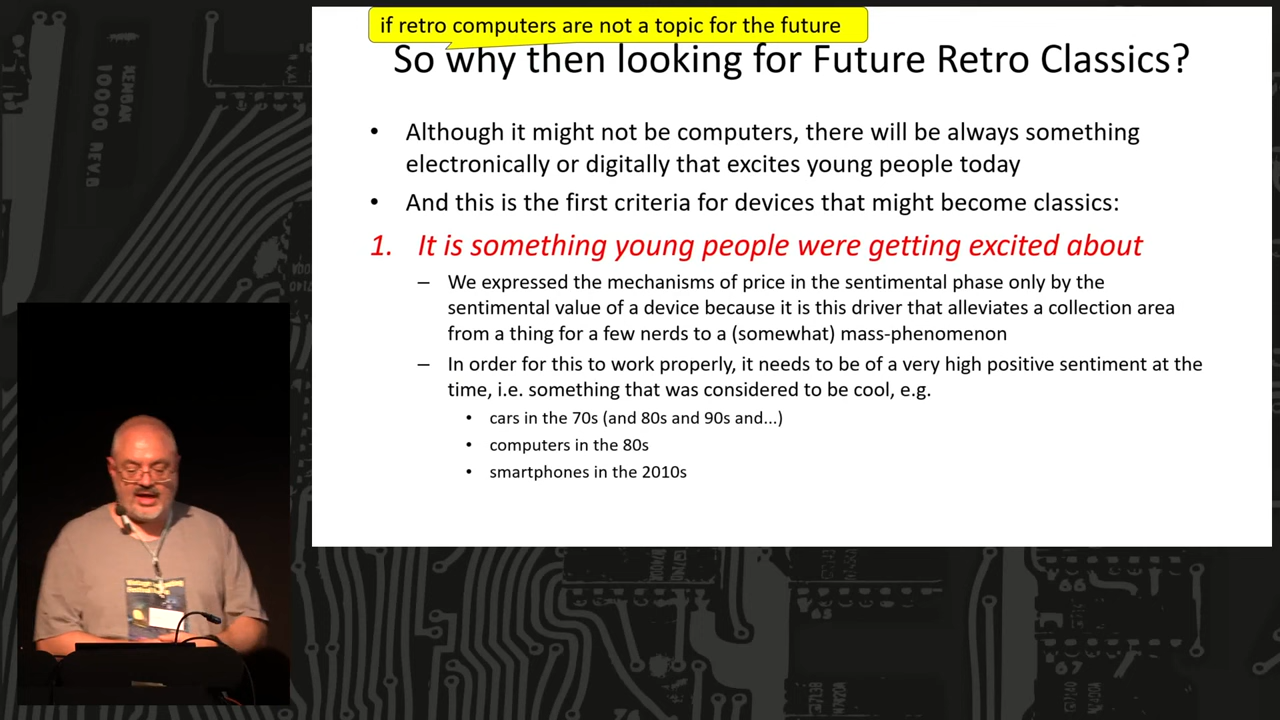 if retro computers are not a topic for the future
So why then looking for Future Retro Classics?
• Although it might not be computers, there will be always something
electronically or digitally that excites young people today
• And this is the first criteria for devices that might become classics:
1. It is something young people were getting excited about
– We expressed the mechanisms of price in the sentimental phase only by the
sentimental value of a device because it is this driver that alleviates a collection area
from a thing for a few nerds to a (somewhat) mass-phenomenon
– In order for this to work properly, it needs to be of a very high positive sentiment at the
time, i.e. something that was considered to be cool, e.g.
• cars in the 70s (and 80s and 90s and...)
• computers in the 80s
• smartphones in the 2010s
KENBAK
10000 REV.B